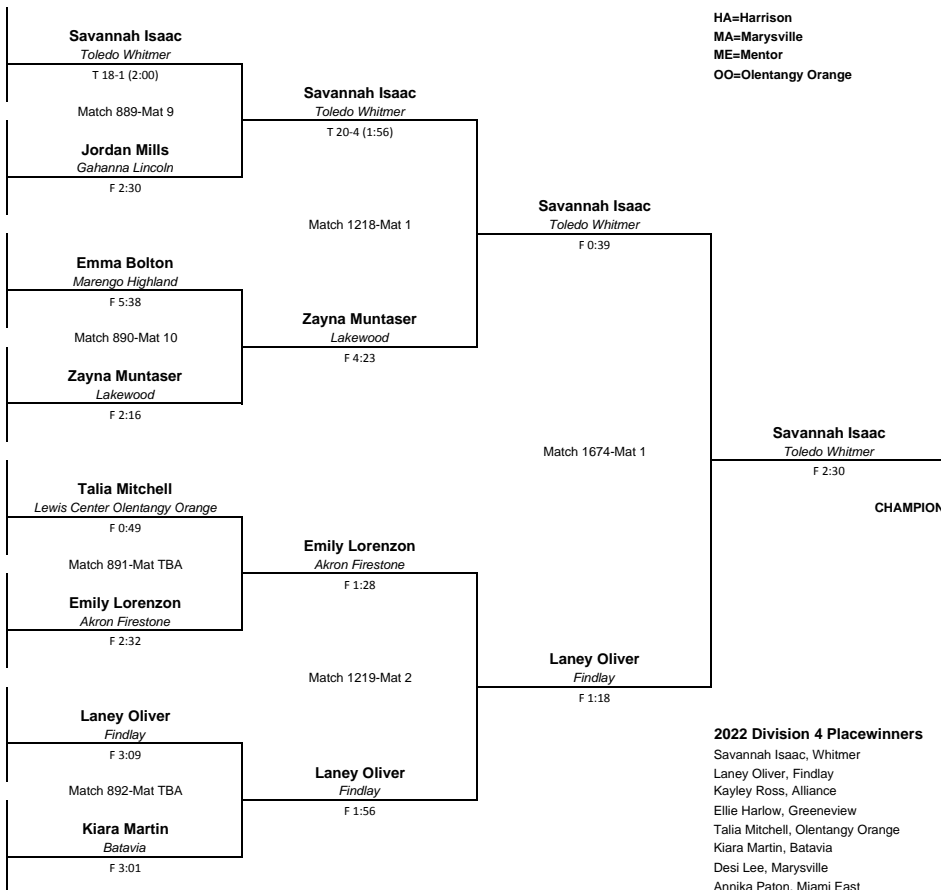 HA=Harrison
MA=Marysville
ME=Mentor
OO=Olentangy Orange
Savannah Isaac
Toledo Whitmer
T 18-1 (2:00)
Match 889-Mat 9
Jordan Mills
Gahanna Lincoln
F 2:30
Emma Bolton
Marengo Highland
F 5:38
Match 890-Mat 10
Zayna Muntaser
Lakewood
F 2:16
Talia Mitchell
Lewis Center Olentangy Orange
F 0:49
Match 891-Mat TBA
Emily Lorenzon
Akron Firestone
F 2:32
Laney Oliver
Findlay
F 3:09
Match 892-Mat TBA
Kiara Martin
Batavia
F 3:01
Savannah Isaac
Toledo Whitmer
T 20-4 (1:56)
Match 1218-Mat 1
Zayna Muntaser
Lakewood
F 4:23
Emily Lorenzon
Akron Firestone
F 1:28
Match 1219-Mat 2
Laney Oliver
Findlay
F 1:56
Savannah Isaac
Toledo Whitmer
F 0:39
Match 1674-Mat 1
Laney Oliver
Findlay
F 1:18
Savannah Isaac
Toledo Whitmer
F 2:30
CHAMPION
2022 Division 4 Placewinners
Savannah Isaac, Whitmer
Laney Oliver, Findlay
Kayley Ross, Alliance
Ellie Harlow, Greeneview
Talia Mitchell, Olentangy Orange
Kiara Martin, Batavia
Desi Lee, Marysville
Annika Paton, Miami East